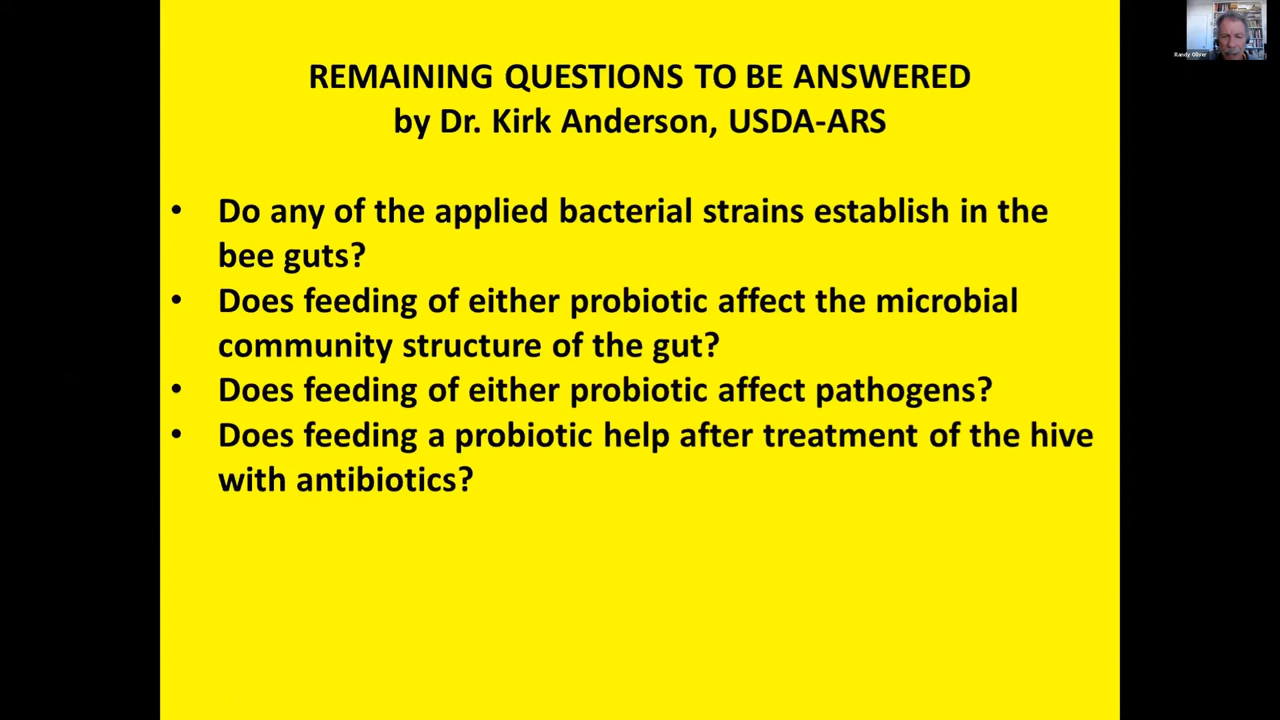 REMAINING QUESTIONS TO BE ANSWERED
by Dr. Kirk Anderson, USDA-ARS
• Do any of the applied bacterial strains establish in the
bee guts?
• Does feeding of either probiotic affect the microbial
community structure of the gut?
• Does feeding of either probiotic affect pathogens?
• Does feeding a probiotic help after treatment of the hive
with antibiotics?
Randy Oliver